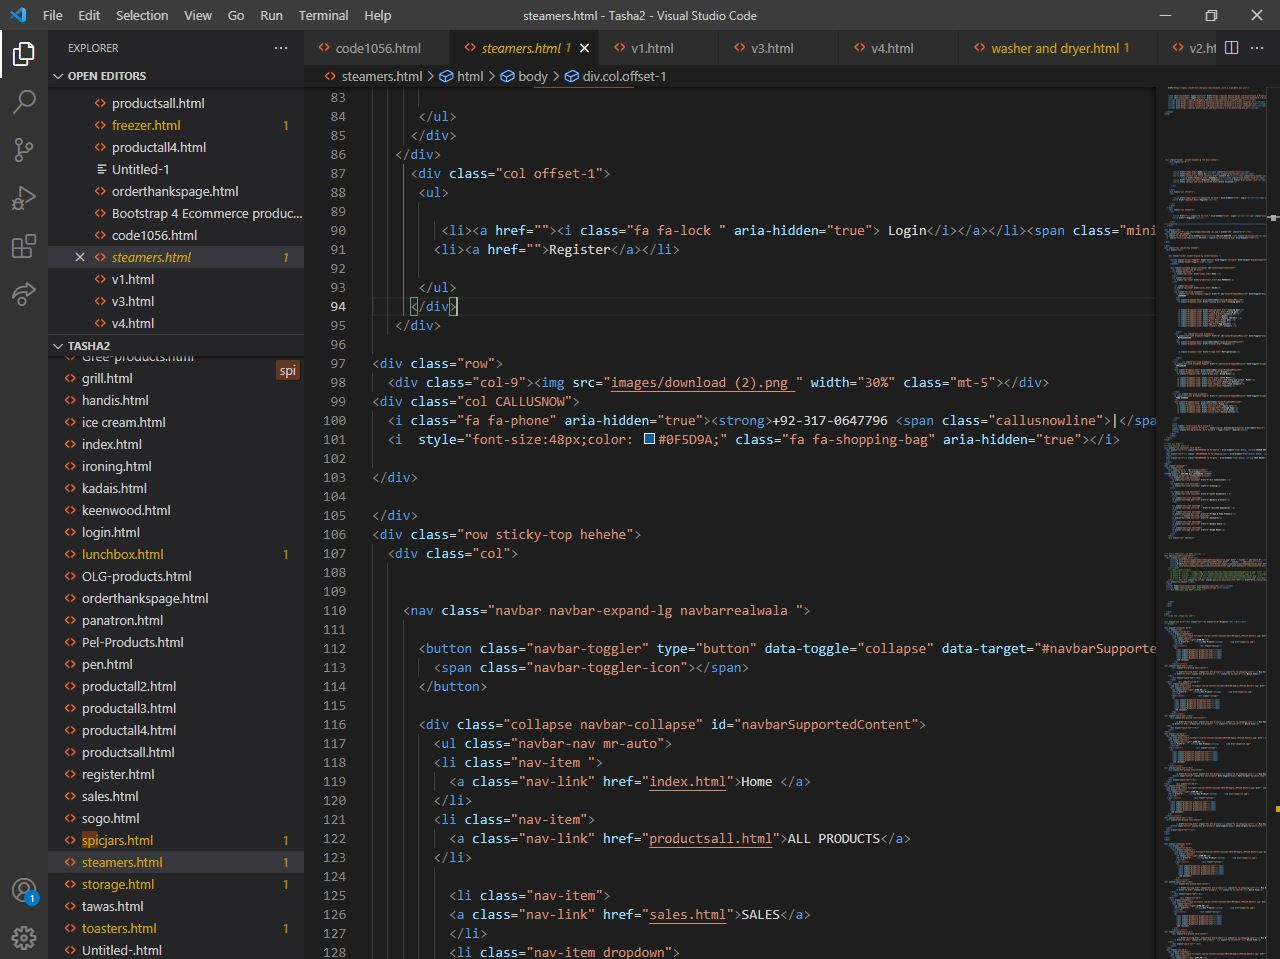 File Edit Selection View Go Run Terminal Help steamers.html - Tasha2 - Visual Studio Code
EXPLORER
code1056.html steamers.html 1 v1.html v3.html v4.html washer and dryer.html 1 v2.ht
OPEN EDITORS
steamers.html > html > body > div.col.offset-1
productsall.html
freezer.html 1
productall4.html
Untitled-1
orderthankspage.html
Bootstrap 4 Ecommerce produc...
code1056.html
steamers.html 1
v1.html
v3.html
v4.html
TASHA2
Gree-products.html
spi
grill.html
handis.html
ice cream.html
index.html
ironing.html
kadais.html
keenwood.html
login.html
lunchbox.html 1
OLG-products.html
orderthankspage.html
panatron.html
Pel-Products.html
pen.html
productall2.html
productall3.html
productall4.html
productsall.html
register.html
sales.html
sogo.html
spicjars.html 1
steamers.html 1
storage.html 1
tawas.html
toasters.html 1
Untitled-.html
1
83
84 </ul>
85 </div>
86 </div>
87 <div class="col offset-1">
88 <ul>
89
90 <li><a href=""><i class="fa fa-lock " aria-hidden="true"> Login</i></a></li><span class="mini
91 <li><a href="">Register</a></li>
92
93 </ul>
94 </div>
95 </div>
96
97 <div class="row">
98 <div class="col-9"><img src="images/download (2).png " width="30%" class="mt-5"></div>
99 <div class="col CALLUSNOW">
100 <i class="fa fa-phone" aria-hidden="true"><strong>+92-317-0647796 <span class="callusnowline">|</spa
101 <i  style="font-size:48px;color: #0F5D9A;" class="fa fa-shopping-bag" aria-hidden="true"></i>
102
103 </div>
104
105 </div>
106 <div class="row sticky-top hehehe">
107 <div class="col">
108
109
110 <nav class="navbar navbar-expand-lg navbarrealwala ">
111
112 <button class="navbar-toggler" type="button" data-toggle="collapse" data-target="#navbarSupporte
113 <span class="navbar-toggler-icon"></span>
114 </button>
115
116 <div class="collapse navbar-collapse" id="navbarSupportedContent">
117 <ul class="navbar-nav mr-auto">
118 <li class="nav-item ">
119 <a class="nav-link" href="index.html">Home </a>
120 </li>
121 <li class="nav-item">
122 <a class="nav-link" href="productsall.html">ALL PRODUCTS</a>
123 </li>
124
125 <li class="nav-item">
126 <a class="nav-link" href="sales.html">SALES</a>
127 </li>
128 <li class="nav-item dropdown">